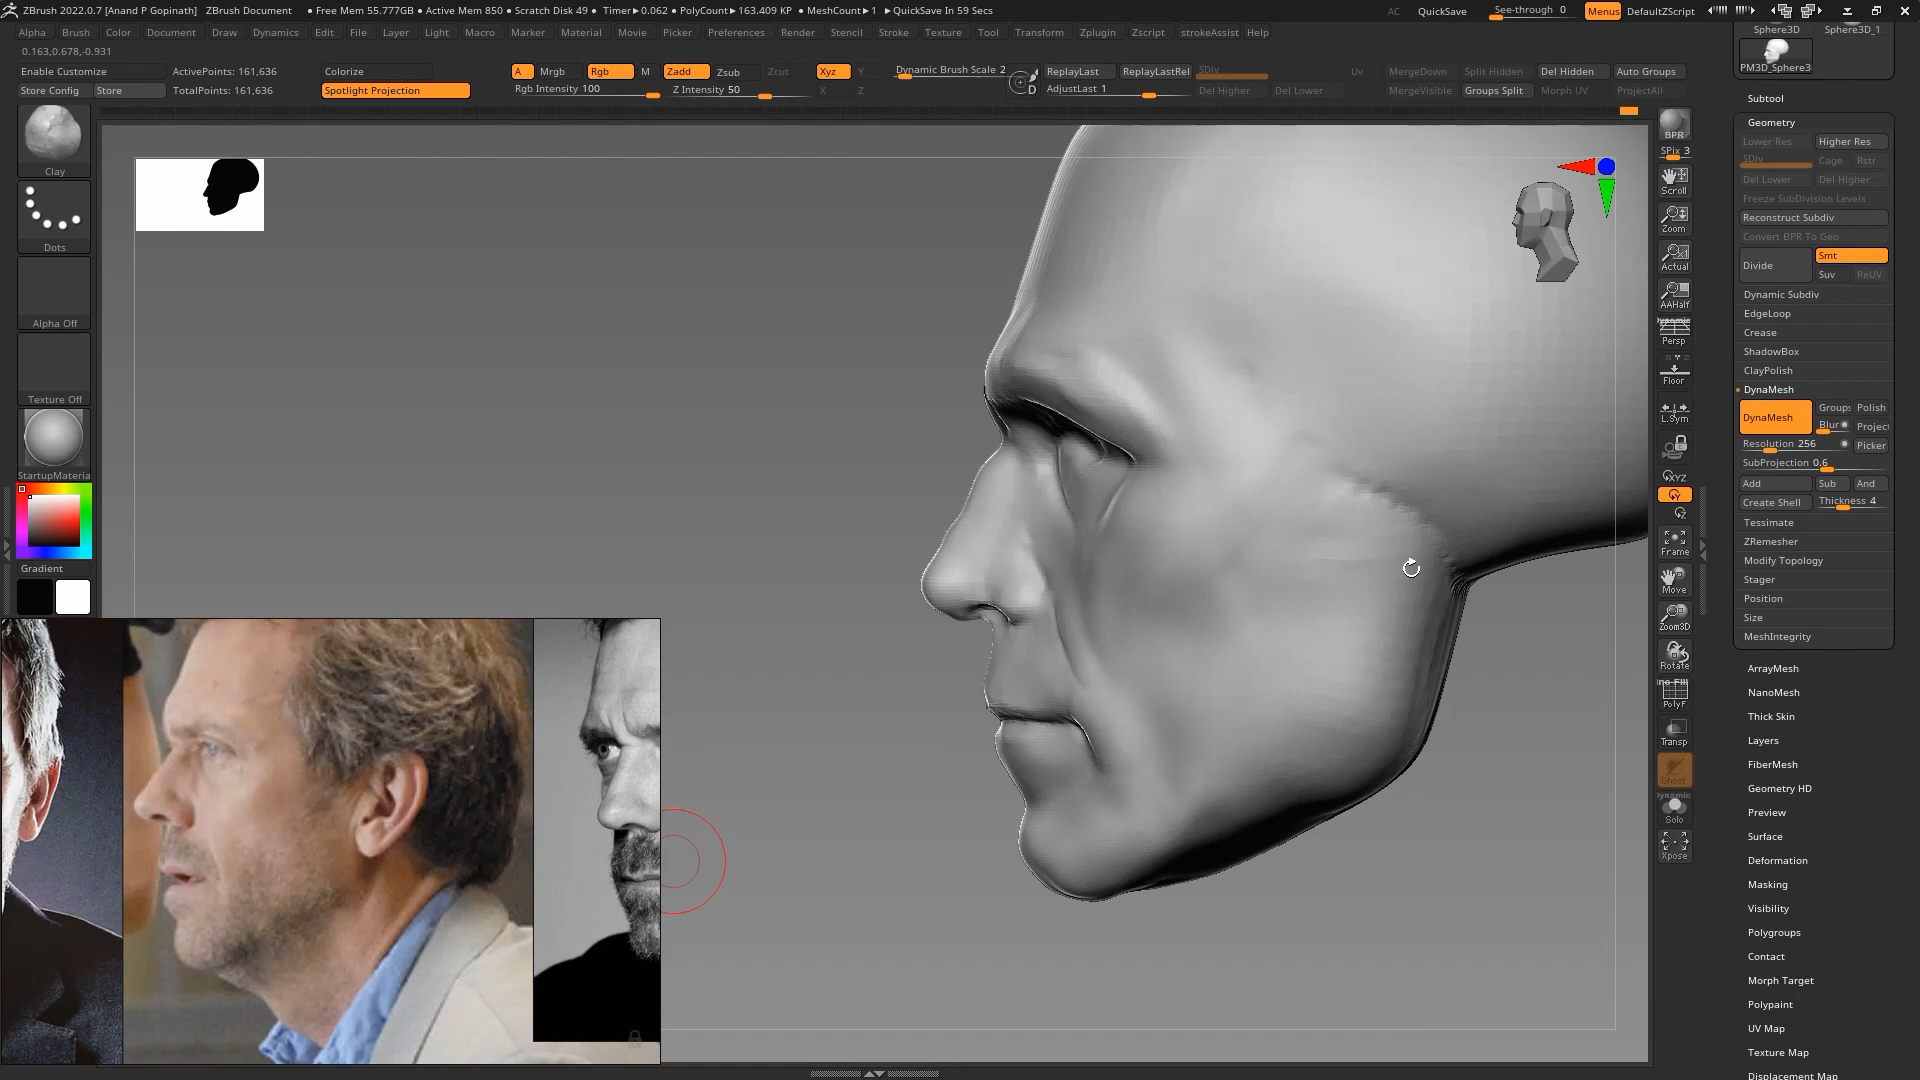 ZBrush 2022.0.7 [Anand P Gopinath] ZBrush Document • Free Mem 55.777GB • Active Mem 850 • Scratch Disk 49 • Timer▸0.062 • PolyCount▸163.409 KP • MeshCount▸1 ▸QuickSave In 59 Secs AC QuickSave See-through 0 Menus DefaultZScript
Alpha Brush Color Document Draw Dynamics Edit File Layer Light Macro Marker Material Movie Picker Preferences Render Stencil Stroke Texture Tool Transform Zplugin Zscript strokeAssist Help
0.163,0.678,-0.931
Enable Customize ActivePoints: 161,636 Colorize A Mrgb Rgb M Zadd Zsub Zcut Xyz Y Dynamic Brush Scale 2 ReplayLast ReplayLastRel SDiv Uv MergeDown Split Hidden Del Hidden Auto Groups
Store Config Store TotalPoints: 161,636 Spotlight Projection Rgb Intensity 100 Z Intensity 50 X Z D AdjustLast 1 Del Higher Del Lower MergeVisible Groups Split Morph UV ProjectAll
Clay
Dots
Alpha Off
Texture Off
StartupMateria
Gradient
BPR
SPix 3
Scroll
Zoom
Actual
AAHalf
Dynamic
Persp
Floor
L.Sym
XYZ
Y
Z
Frame
Move
Zoom3D
Rotate
PolyF
Transp
Ghost
Dynamic
Solo
Xpose
Sphere3D Sphere3D_1
PM3D_Sphere3
Subtool
Geometry
Lower Res Higher Res
SDiv Cage Rstr
Del Lower Del Higher
Freeze SubDivision Levels
Reconstruct Subdiv
Convert BPR To Geo
Divide Smt
Suv ReUV
Dynamic Subdiv
EdgeLoop
Crease
ShadowBox
ClayPolish
DynaMesh
DynaMesh Groups Polish
Blur Project
Resolution 256 Picker
SubProjection 0.6
Add Sub And
Create Shell Thickness 4
Tessimate
ZRemesher
Modify Topology
Stager
Position
Size
MeshIntegrity
ArrayMesh
NanoMesh
Thick Skin
Layers
FiberMesh
Geometry HD
Preview
Surface
Deformation
Masking
Visibility
Polygroups
Contact
Morph Target
Polypaint
UV Map
Texture Map
Displacement Map